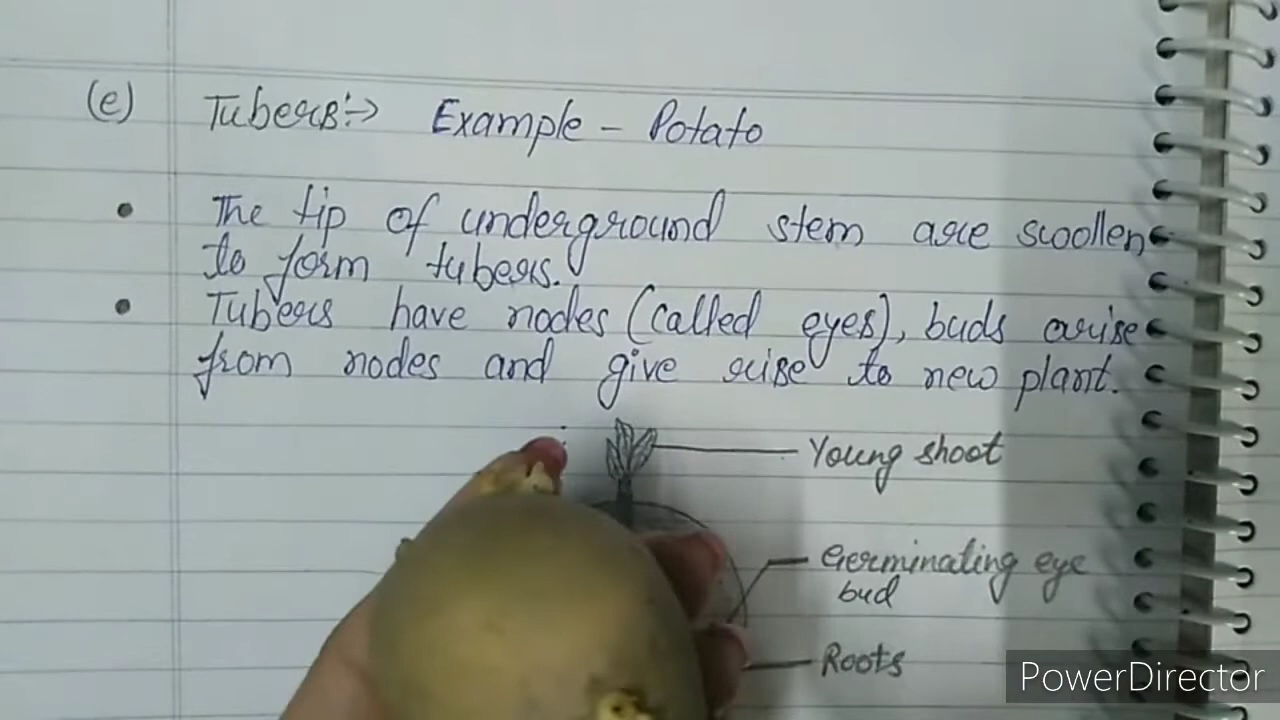 (e) Tubers:→ Example - Potato
• The tip of underground stem are scoollen
to form tubers.
• Tubers have nodes (called eyes), buds arise
from nodes and give rise to new plant.
Young shoot
Germinating eye
bud
Roots
PowerDirector